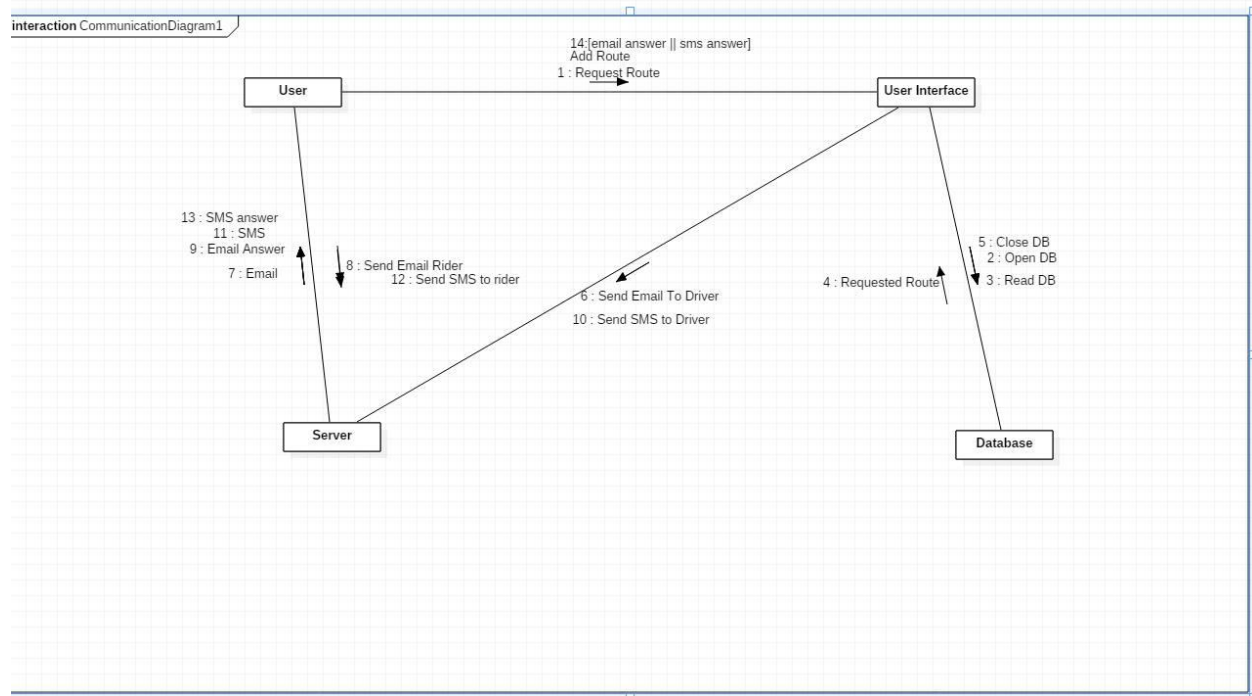 interaction CommunicationDiagram1
14:[email answer || sms answer]
Add Route
1 : Request Route
User
User Interface
13 : SMS answer
11 : SMS
9 : Email Answer
7 : Email
8 : Send Email Rider
12 : Send SMS to rider
6 : Send Email To Driver
10 : Send SMS to Driver
5 : Close DB
2 : Open DB
3 : Read DB
4 : Requested Route
Server
Database